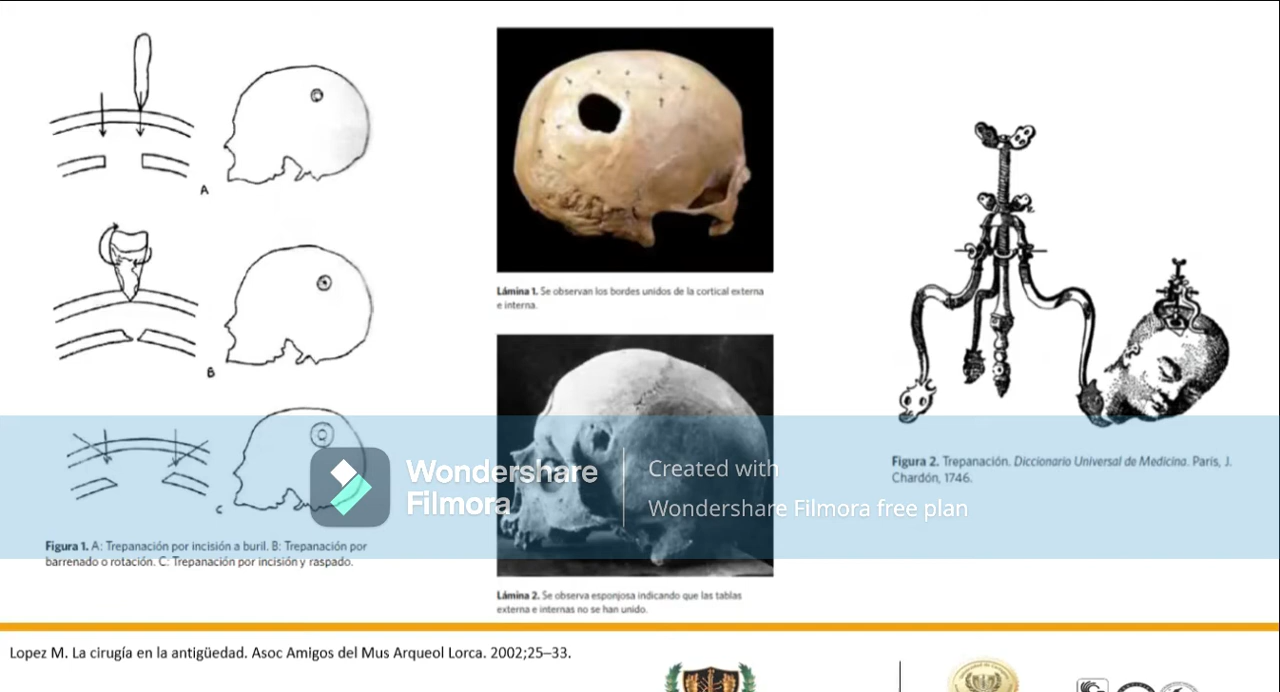 A
B
C
Figura 1. A: Trepanación por incisión a buril. B: Trepanación por
barrenado o rotación. C: Trepanación por incisión y raspado.
Lámina 1. Se observan los bordes unidos de la cortical externa
e interna.
Lámina 2. Se observa esponjosa indicando que las tablas
externa e internas no se han unido.
Figura 2. Trepanación. Diccionario Universal de Medicina. Paris, J.
Chardón, 1746.
Wondershare
Filmora
Created with
Wondershare Filmora free plan
Lopez M. La cirugía en la antigüedad. Asoc Amigos del Mus Arqueol Lorca. 2002;25–33.